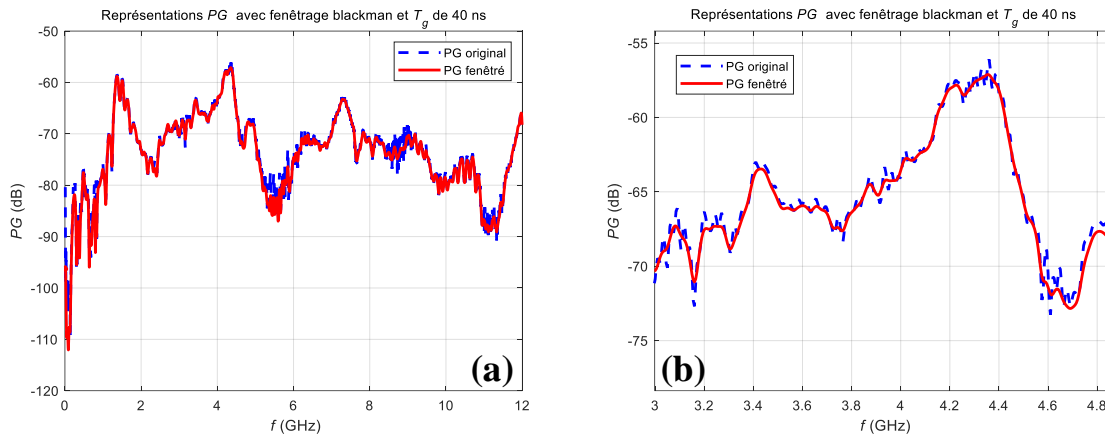 Représentations PG avec fenêtrage blackman et Tg de 40 ns
-50
-60
-70
-80
-90
-100
-110
-120
PG (dB)
PG original
PG fenêtré
(a)
0 2 4 6 8 10 12
f (GHz)
Représentations PG avec fenêtrage blackman et Tg de 40 ns
-55
-60
-65
-70
-75
PG (dB)
PG original
PG fenêtré
(b)
3 3.2 3.4 3.6 3.8 4 4.2 4.4 4.6 4.8
f (GHz)